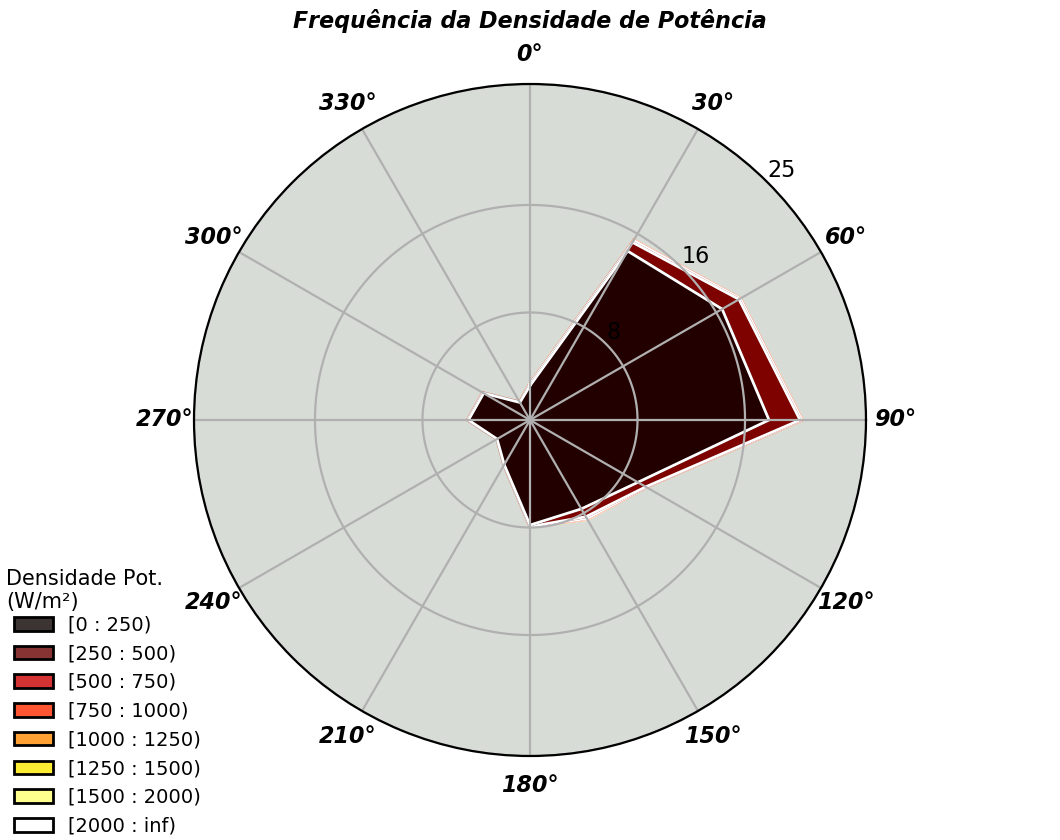 Frequência da Densidade de Potência
0°
30°
330°
25
60°
300°
16
8
90°
270°
120°
240°
150°
210°
180°
Densidade Pot.
(W/m²)
[0 : 250)
[250 : 500)
[500 : 750)
[750 : 1000)
[1000 : 1250)
[1250 : 1500)
[1500 : 2000)
[2000 : inf)